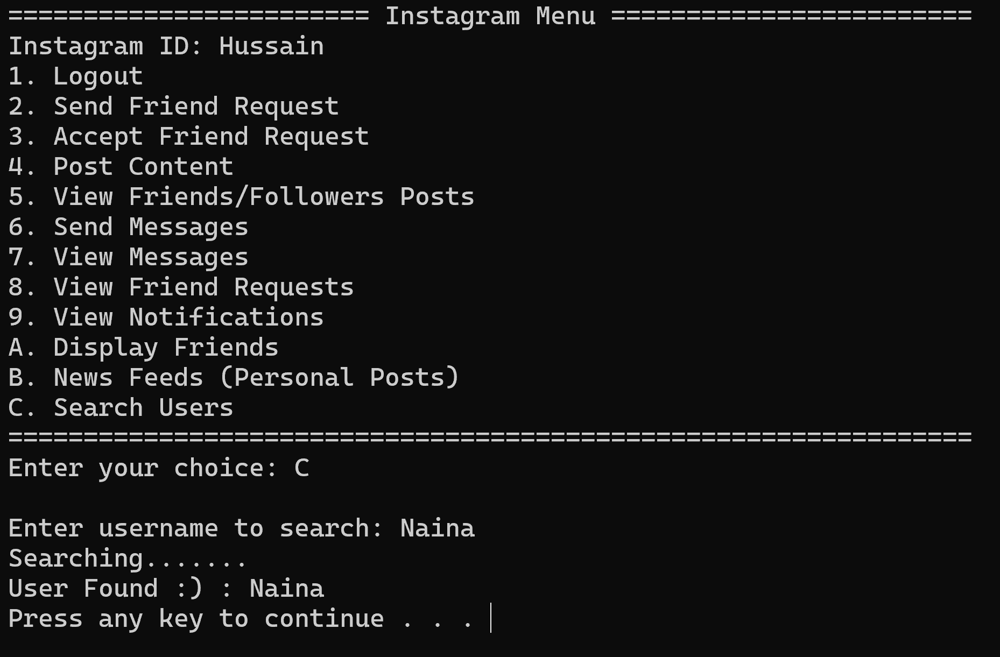 ======================== Instagram Menu ========================
Instagram ID: Hussain
1. Logout
2. Send Friend Request
3. Accept Friend Request
4. Post Content
5. View Friends/Followers Posts
6. Send Messages
7. View Messages
8. View Friend Requests
9. View Notifications
A. Display Friends
B. News Feeds (Personal Posts)
C. Search Users
================================================================
Enter your choice: C
Enter username to search: Naina
Searching.......
User Found :) : Naina
Press any key to continue . . .